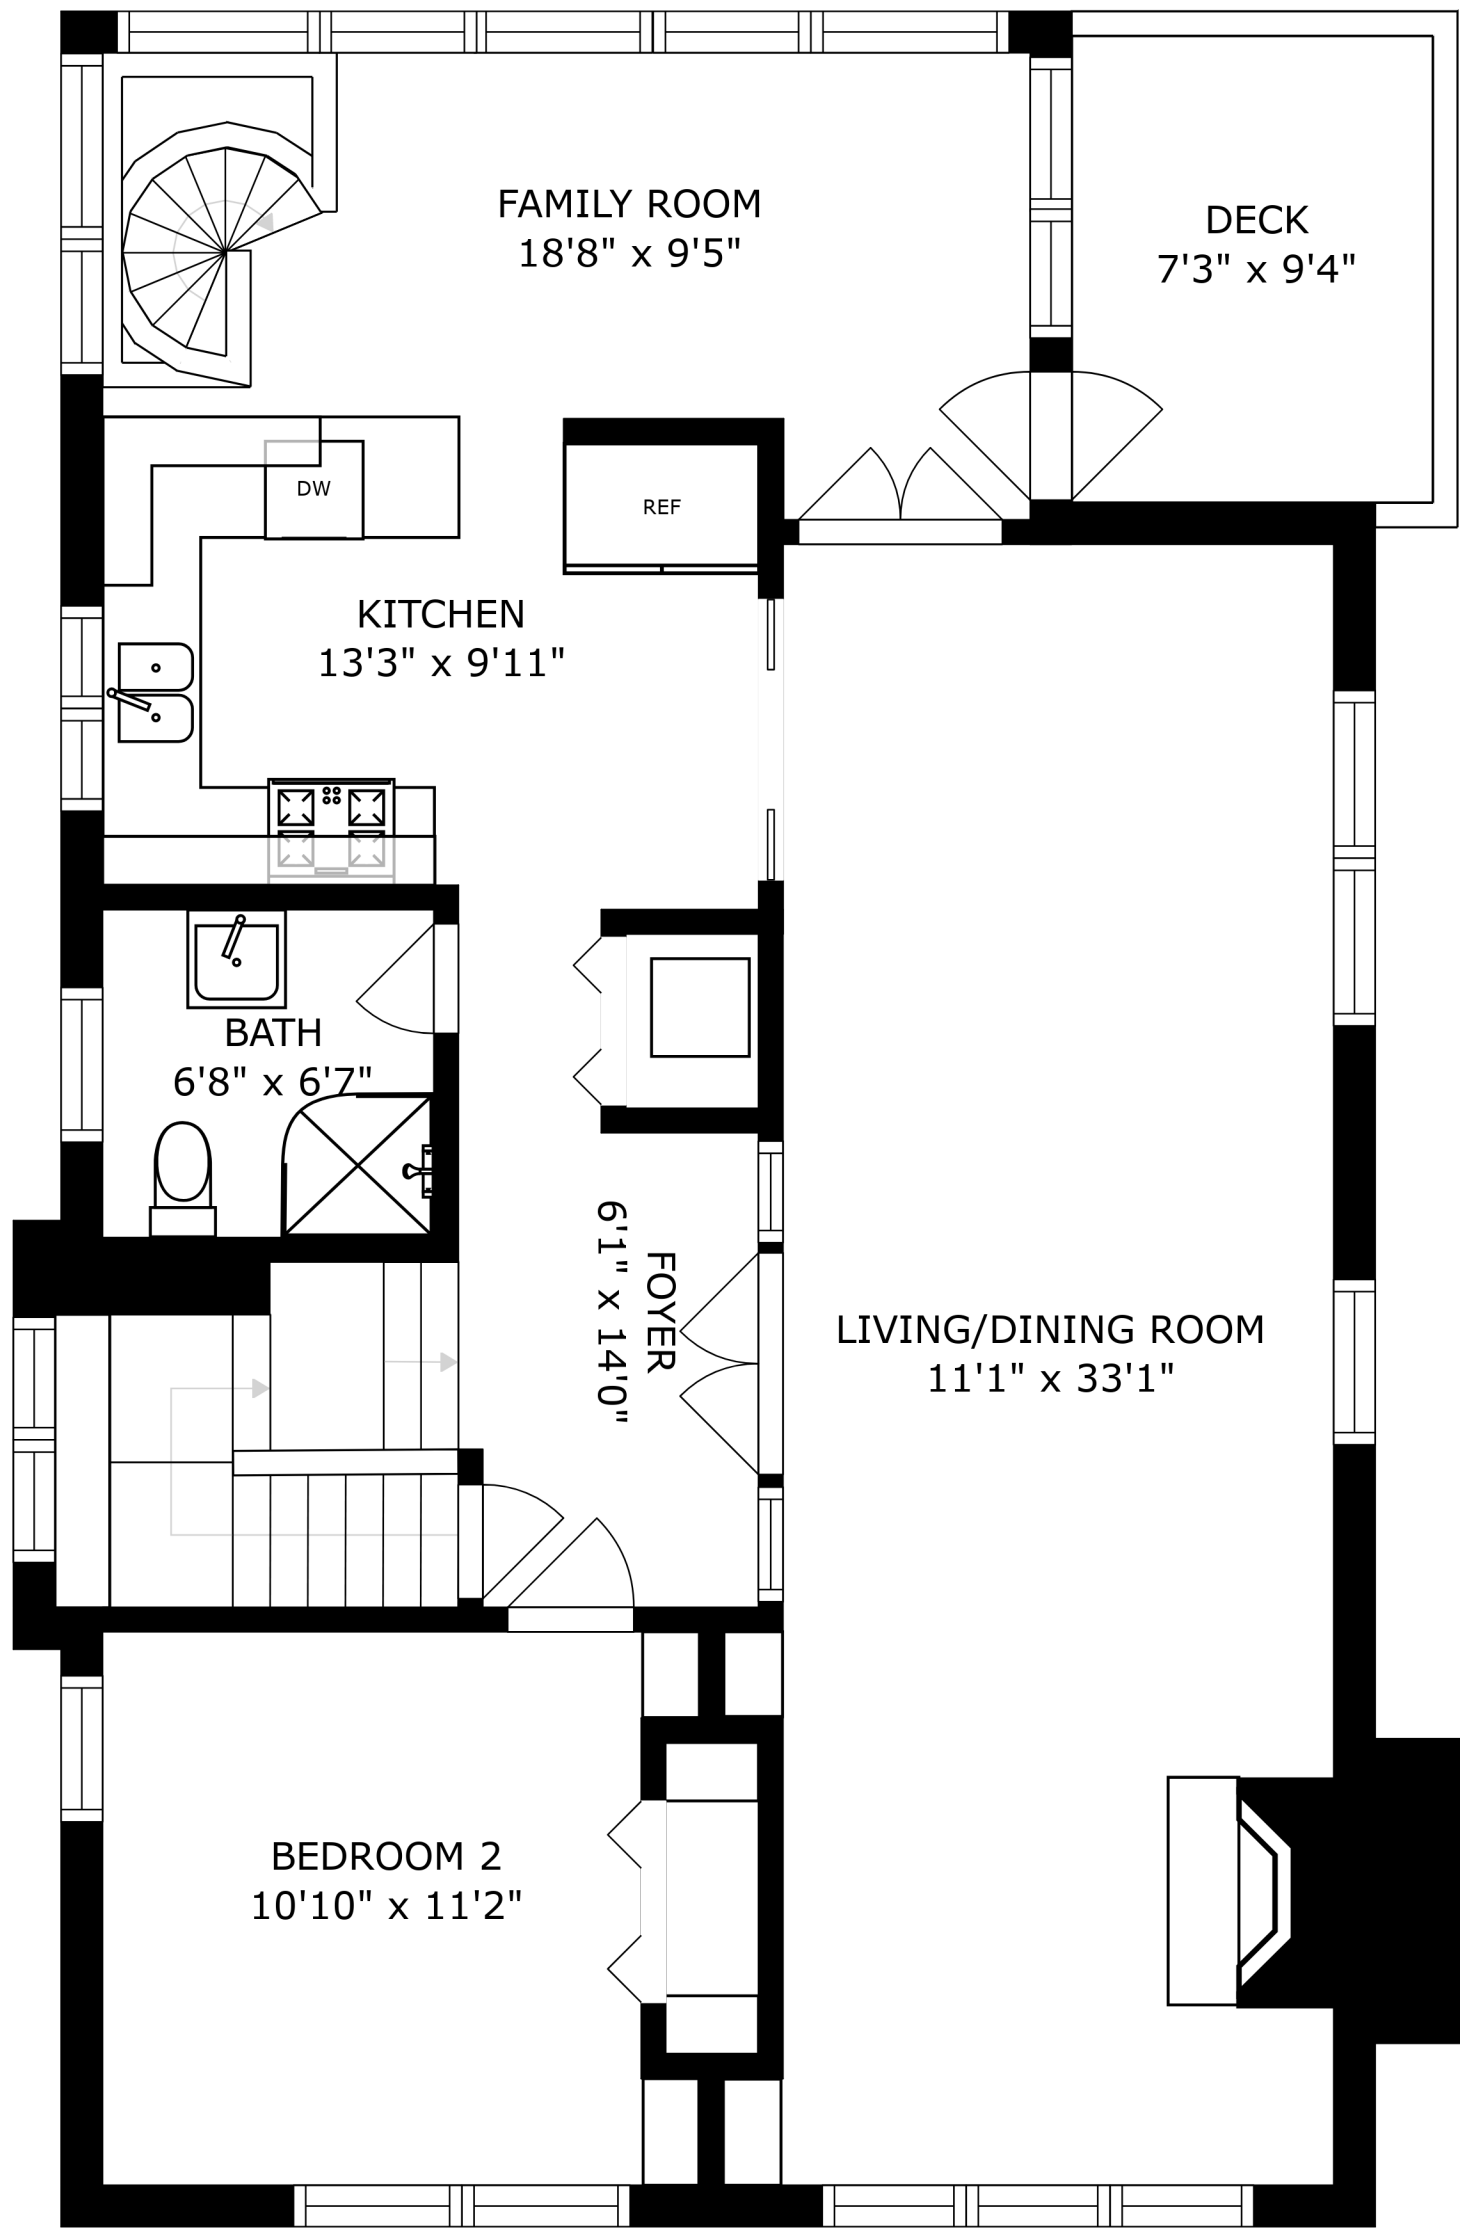 FAMILY ROOM
18'8" x 9'5"
DECK
7'3" x 9'4"
DW
REF
KITCHEN
13'3" x 9'11"
BATH
6'8" x 6'7"
FOYER
6'1" x 14'0"
LIVING/DINING ROOM
11'1" x 33'1"
BEDROOM 2
10'10" x 11'2"